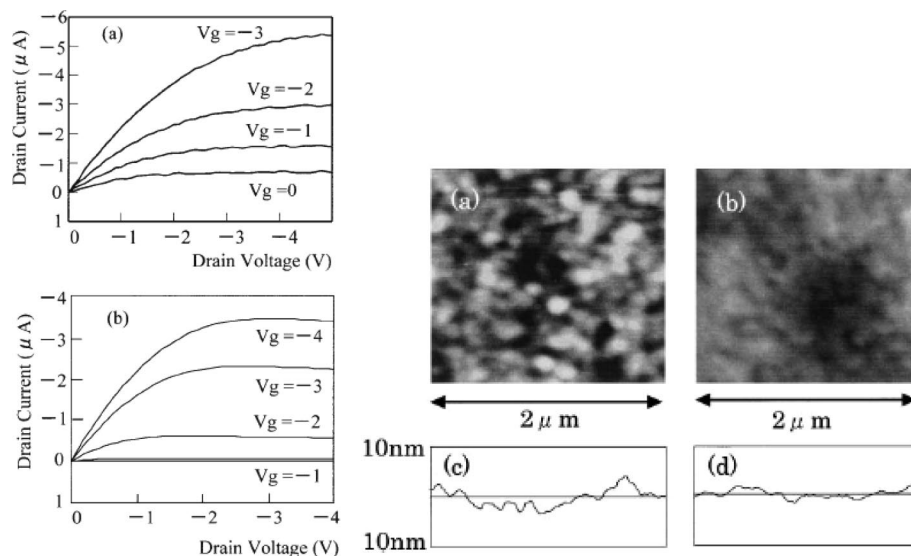 (a)
Drain Current ( μ A)
−6
−5
−4
−3
−2
−1
0
1
Vg =−3
Vg =−2
Vg =−1
Vg =0
0 −1 −2 −3 −4
Drain Voltage (V)
(b)
Drain Current ( μ A)
−4
−3
−2
−1
0
1
Vg =−4
Vg =−3
Vg =−2
Vg =−1
0 −1 −2 −3 −4
Drain Voltage (V)
(a) (b)
2 μ m 2 μ m
10nm
(c) (d)
10nm